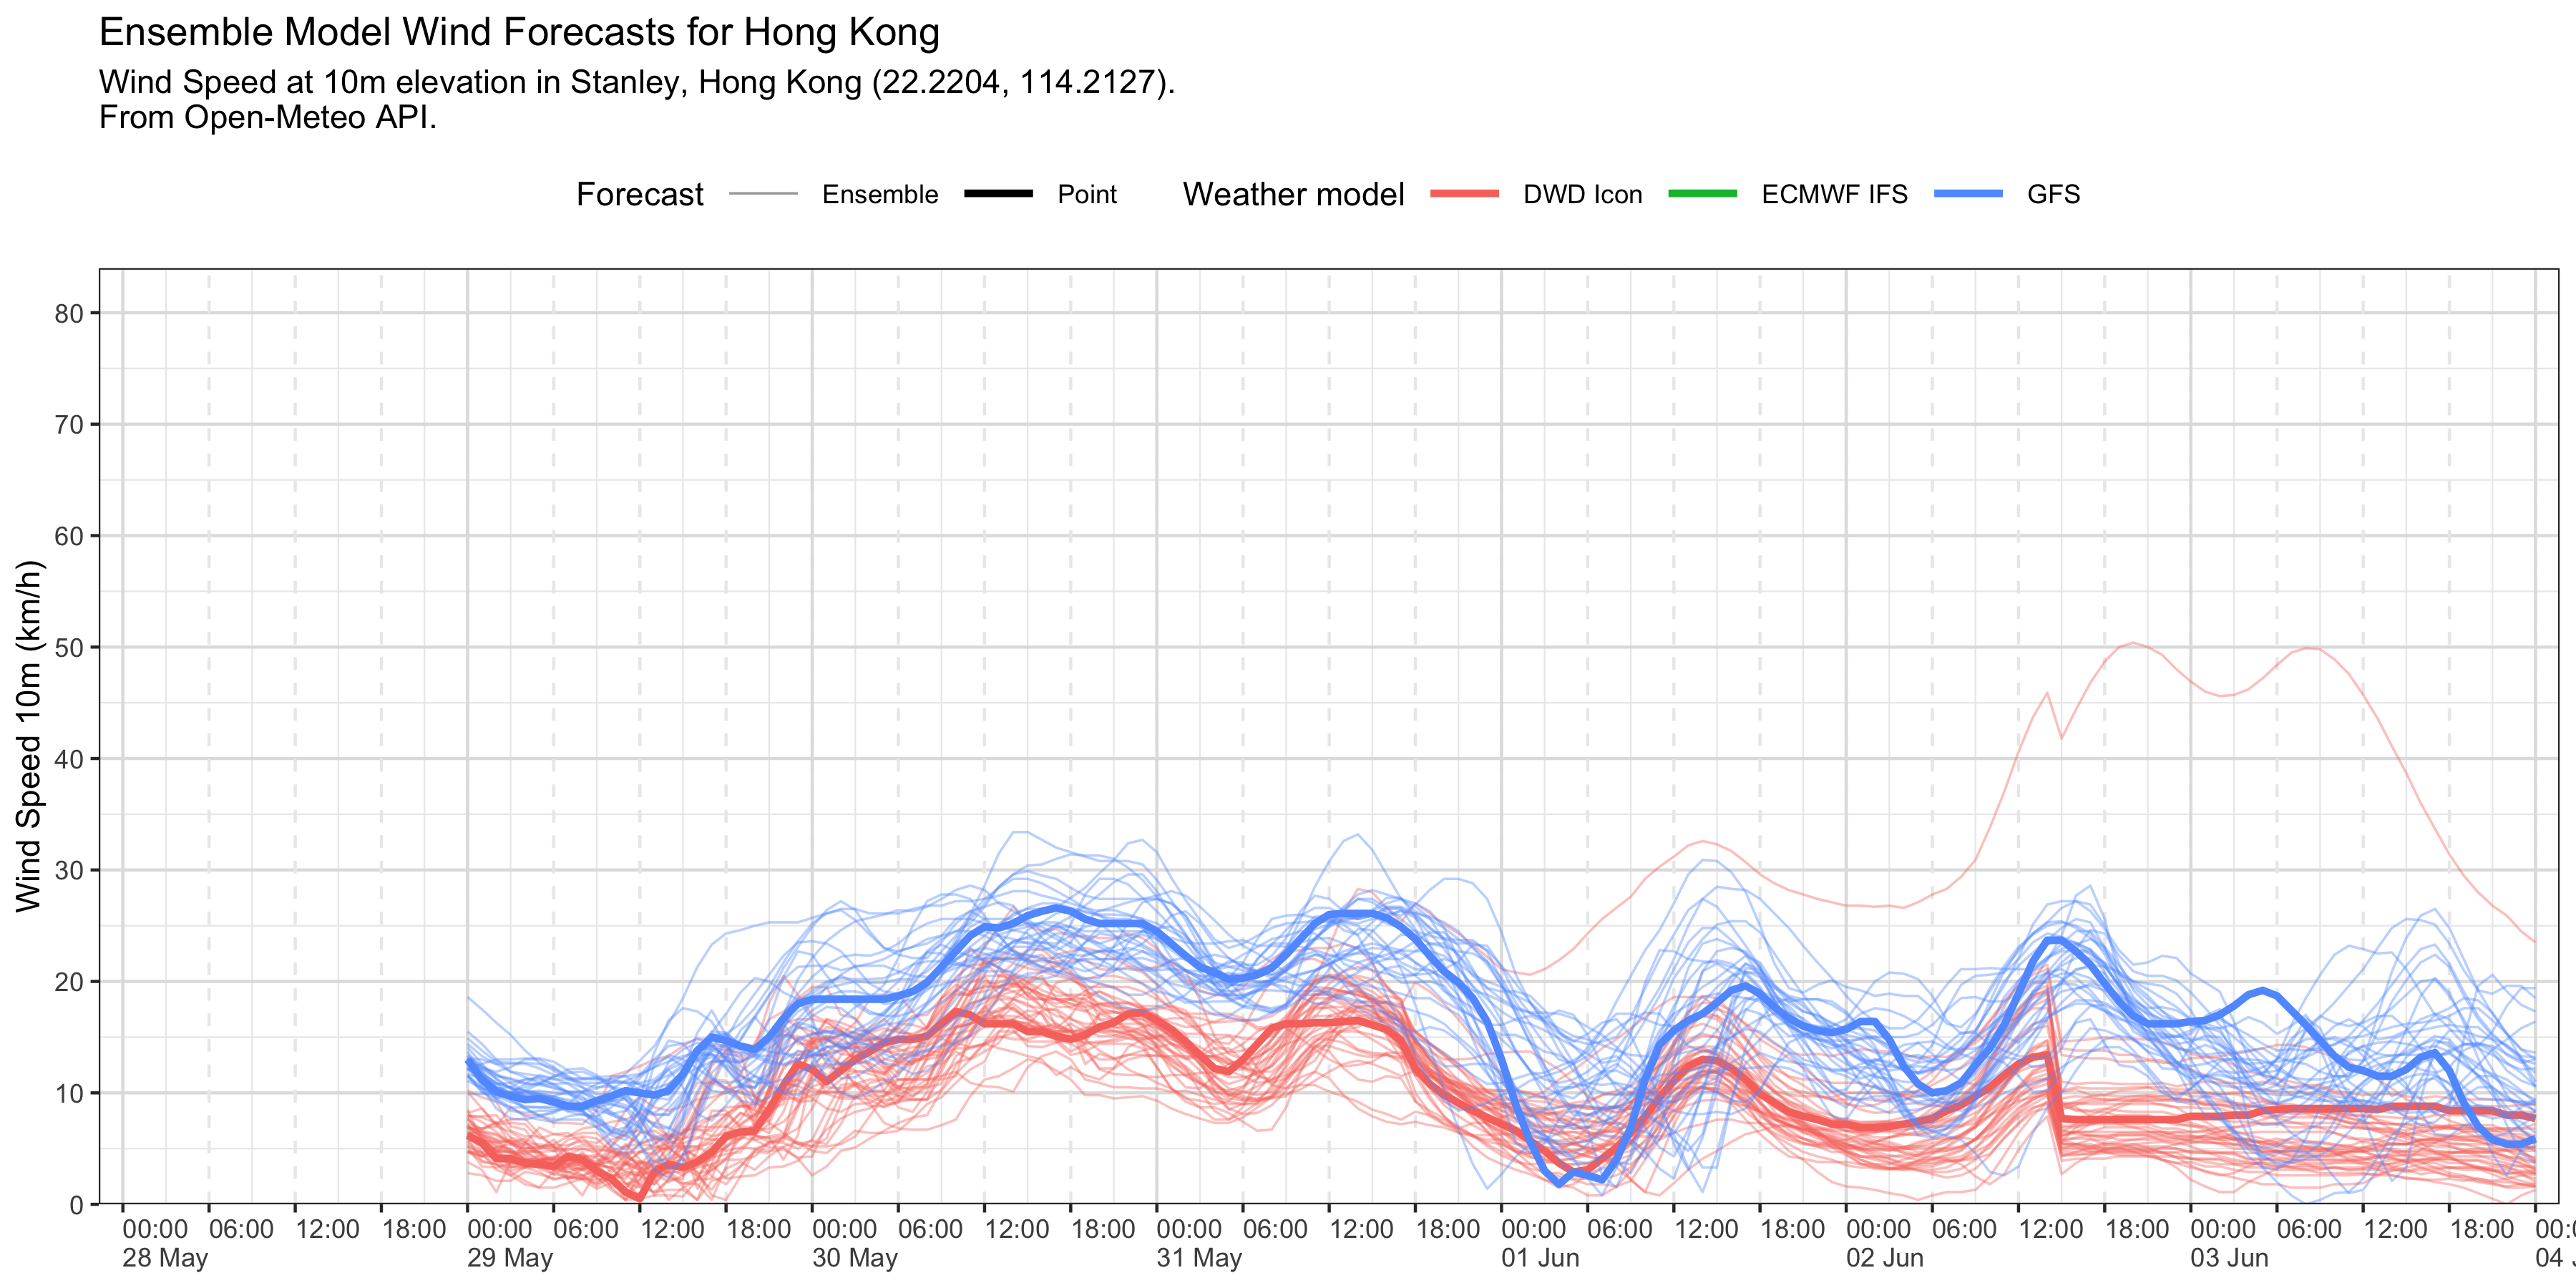 Ensemble Model Wind Forecasts for Hong Kong
Wind Speed at 10m elevation in Stanley, Hong Kong (22.2204, 114.2127).
From Open-Meteo API.
Forecast Ensemble Point Weather model DWD Icon ECMWF IFS GFS
Wind Speed 10m (km/h)
80
70
60
50
40
30
20
10
0
00:00 06:00 12:00 18:00 00:00 06:00 12:00 18:00 00:00 06:00 12:00 18:00 00:00 06:00 12:00 18:00 00:00 06:00 12:00 18:00 00:00 06:00 12:00 18:00 00:00 06:00 12:00 18:00
28 May 29 May 30 May 31 May 01 Jun 02 Jun 03 Jun 04